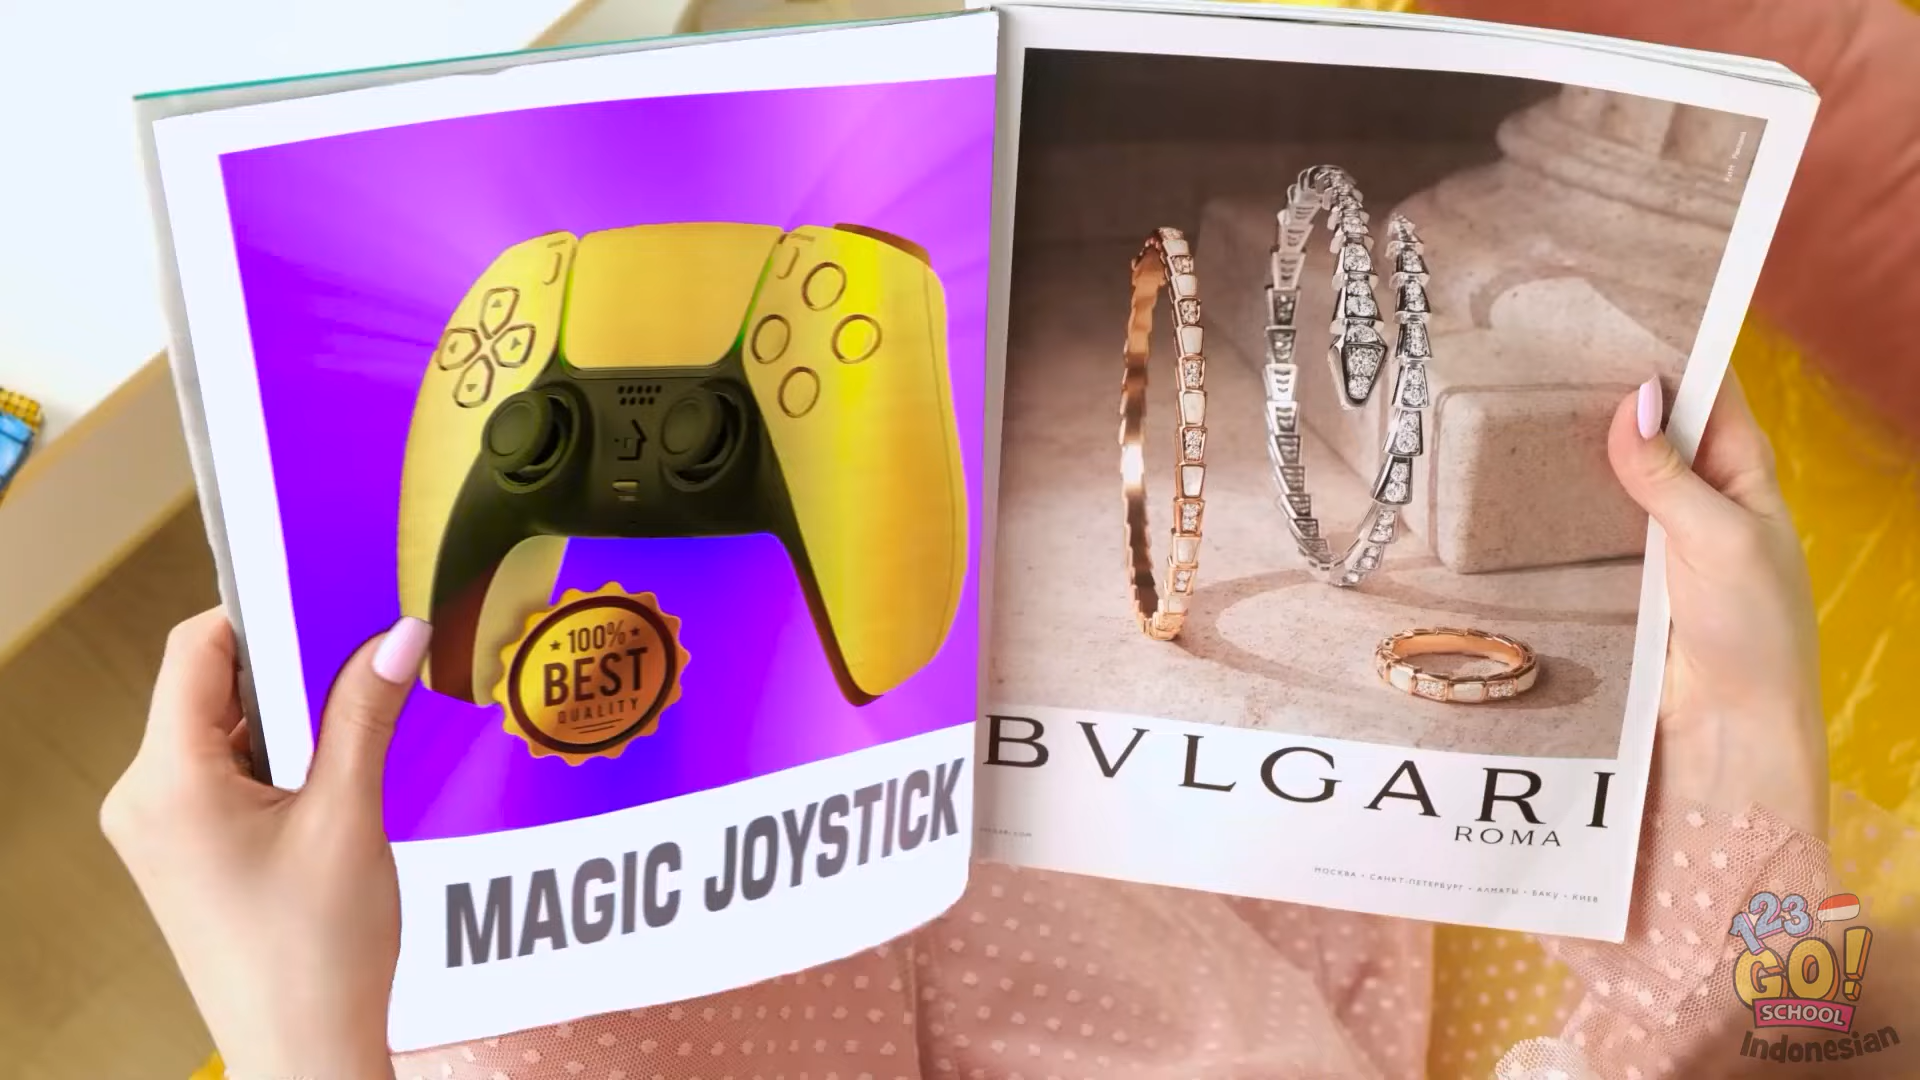 100%
BEST
QUALITY
MAGIC JOYSTICK
BVLGARI
ROMA
МОСКВА • САНКТ-ПЕТЕРБУРГ • АЛМАТЫ • БАКУ • КИЕВ
123
GO!
SCHOOL
Indonesian